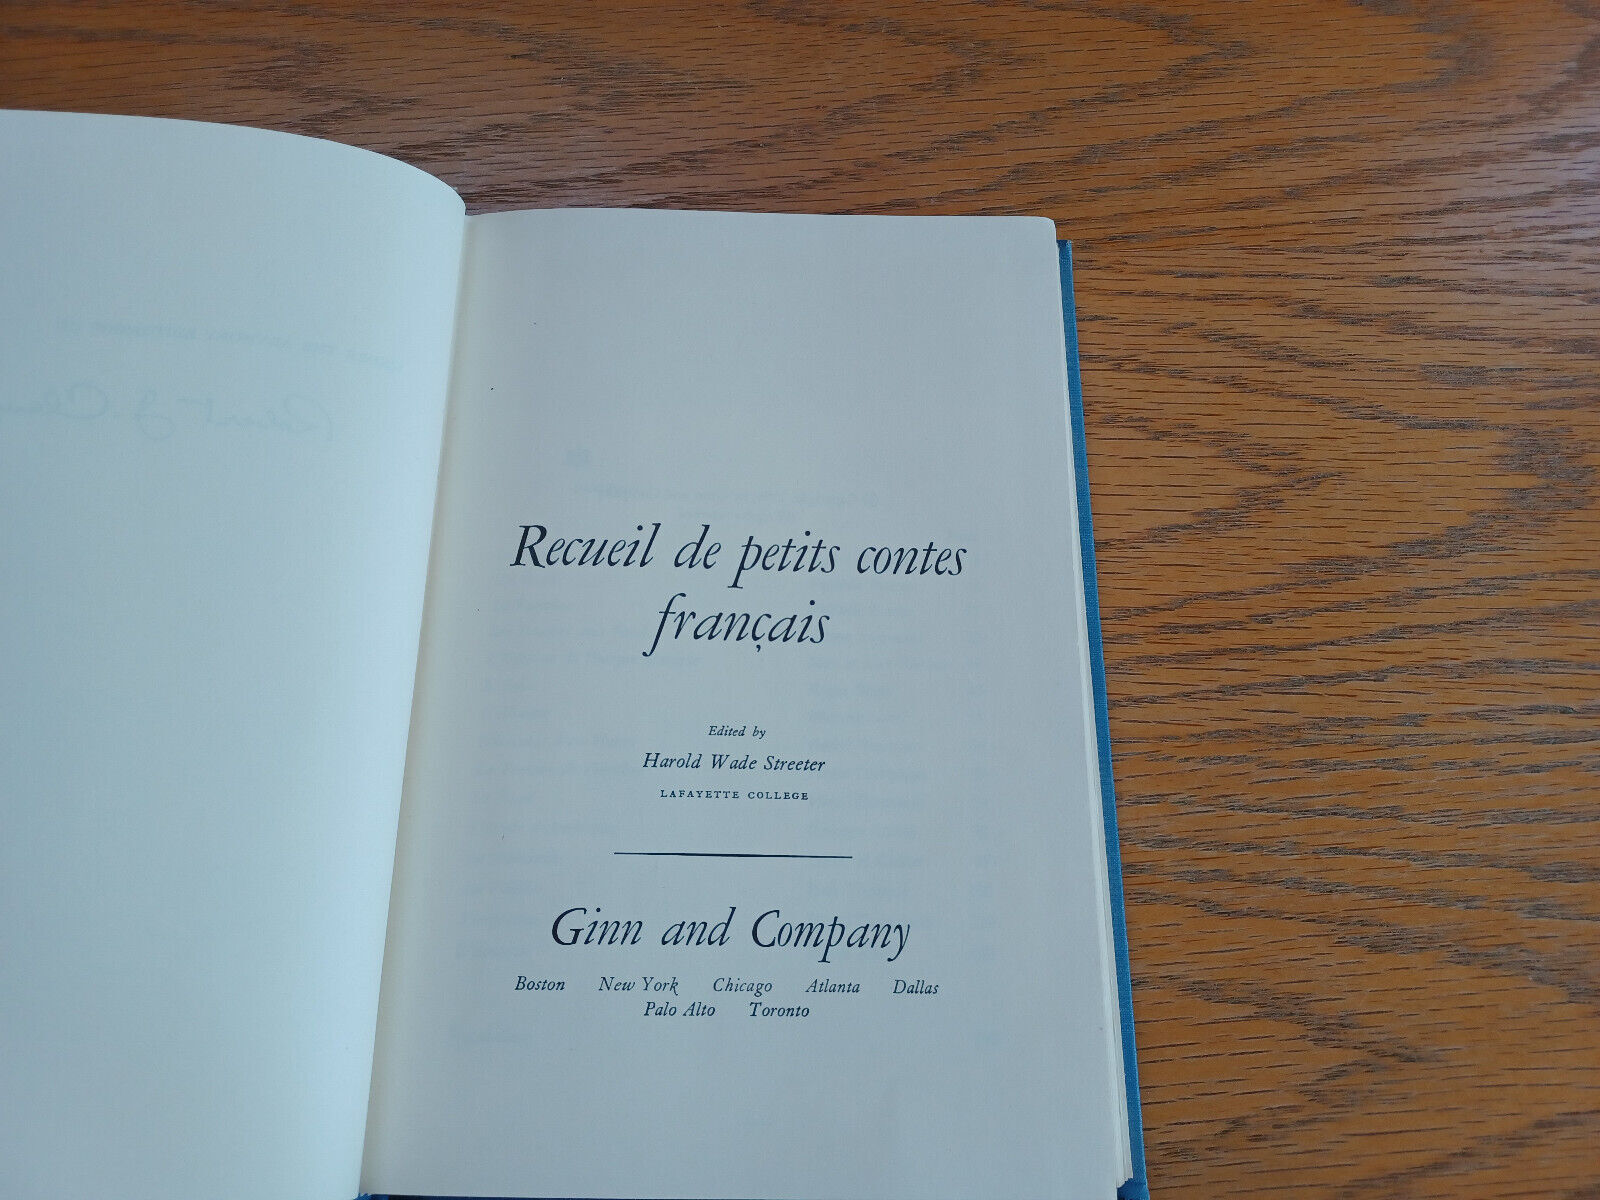 Recueil de petits contes
français
Edited by
Harold Wade Streeter
LAFAYETTE COLLEGE
Ginn and Company
Boston New York Chicago Atlanta Dallas
Palo Alto Toronto